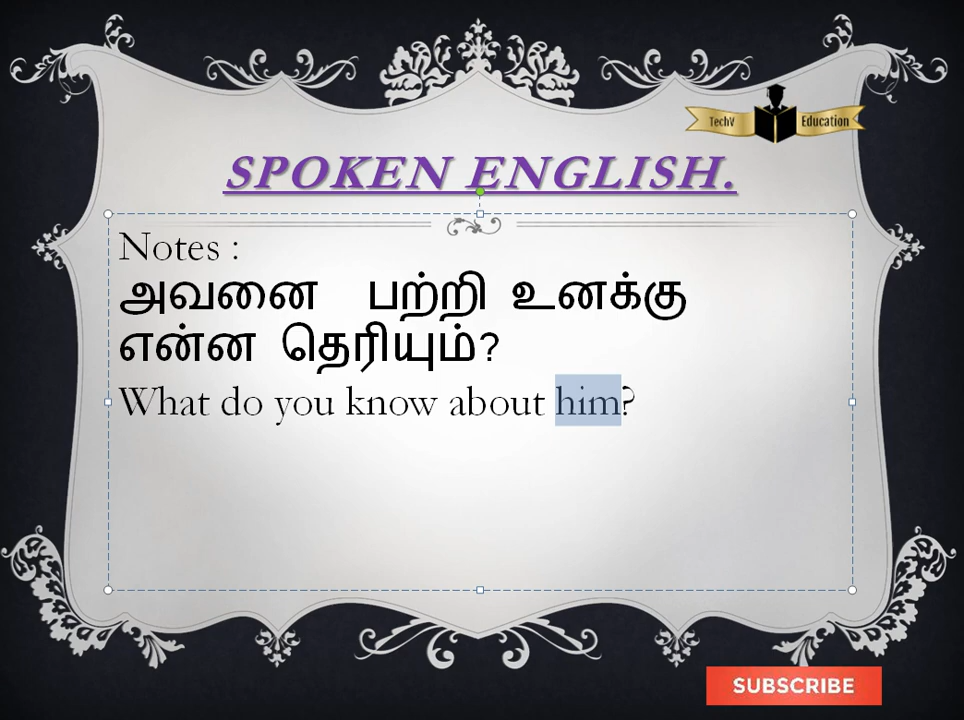 TechV Education
SPOKEN ENGLISH.
Notes :
அவனை பற்றி உனக்கு
என்ன தெரியும்?
What do you know about him?
SUBSCRIBE